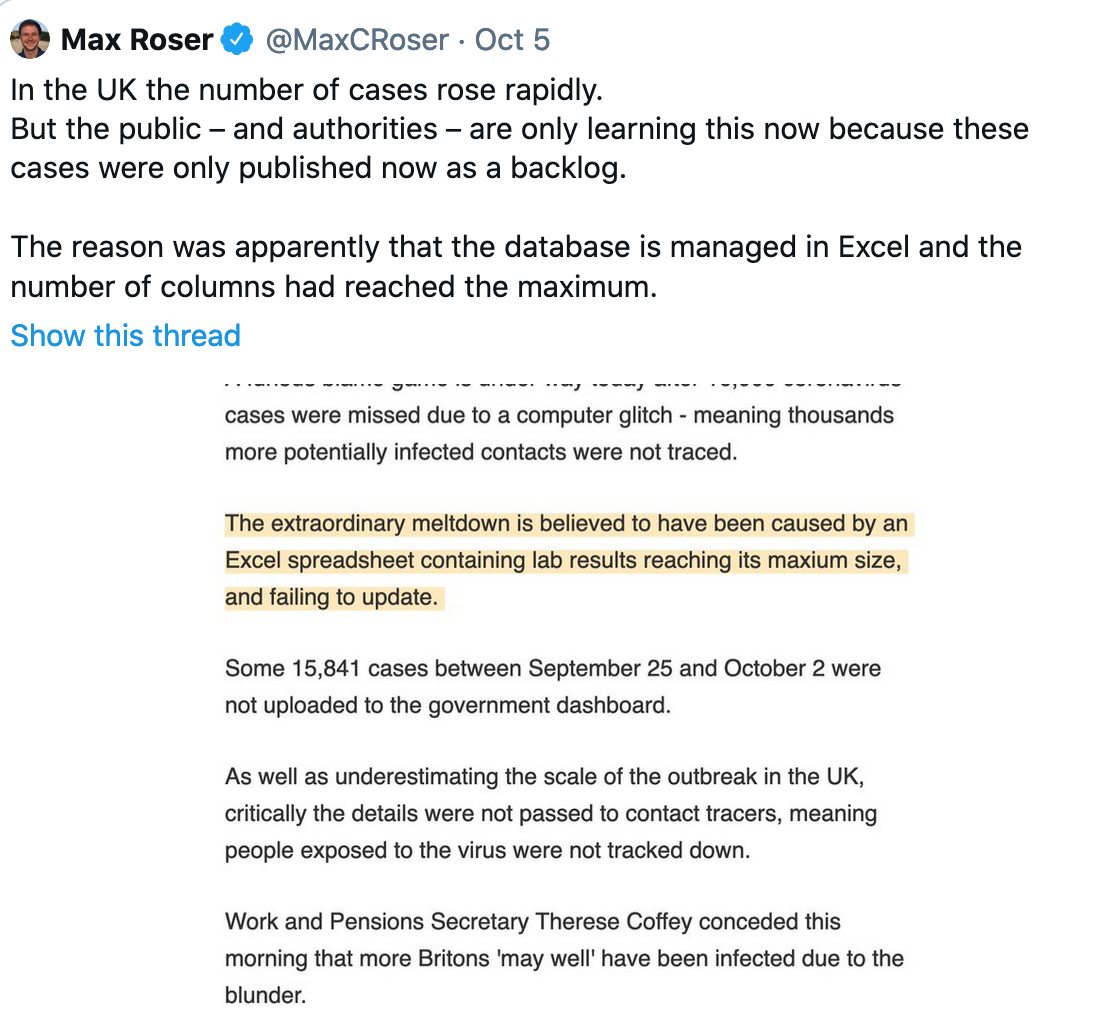 Max Roser @MaxCRoser · Oct 5
In the UK the number of cases rose rapidly.
But the public – and authorities – are only learning this now because these
cases were only published now as a backlog.
The reason was apparently that the database is managed in Excel and the
number of columns had reached the maximum.
Show this thread
cases were missed due to a computer glitch - meaning thousands
more potentially infected contacts were not traced.
The extraordinary meltdown is believed to have been caused by an
Excel spreadsheet containing lab results reaching its maxium size,
and failing to update.
Some 15,841 cases between September 25 and October 2 were
not uploaded to the government dashboard.
As well as underestimating the scale of the outbreak in the UK,
critically the details were not passed to contact tracers, meaning
people exposed to the virus were not tracked down.
Work and Pensions Secretary Therese Coffey conceded this
morning that more Britons 'may well' have been infected due to the
blunder.